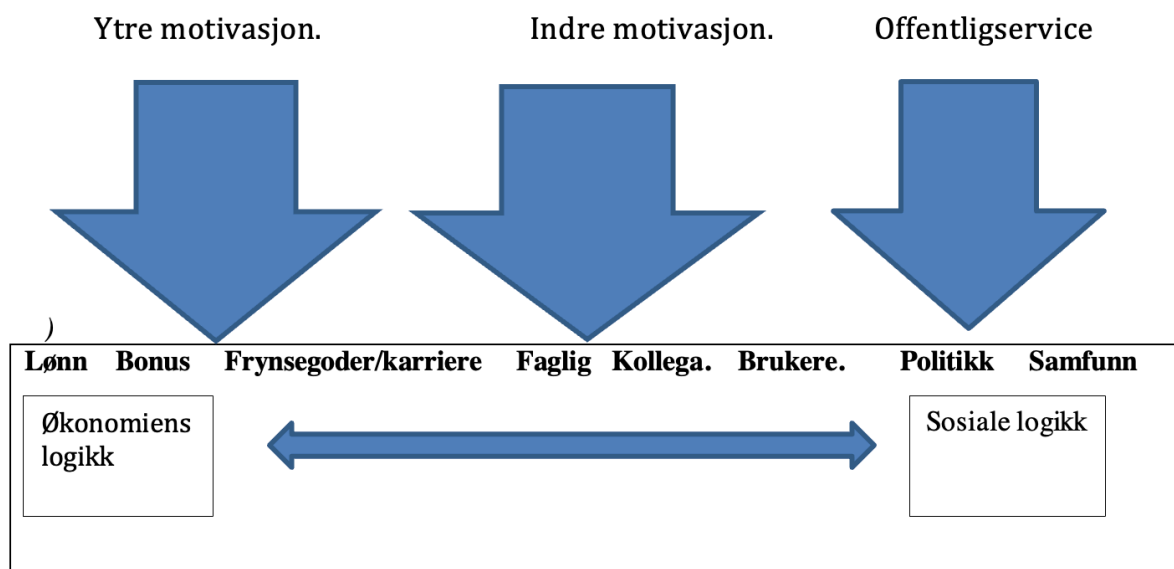 Ytre motivasjon. Indre motivasjon. Offentligservice
)
Lønn Bonus Frynsegoder/karriere Faglig Kollega. Brukere. Politikk Samfunn
Økonomiens
logikk
Sosiale logikk